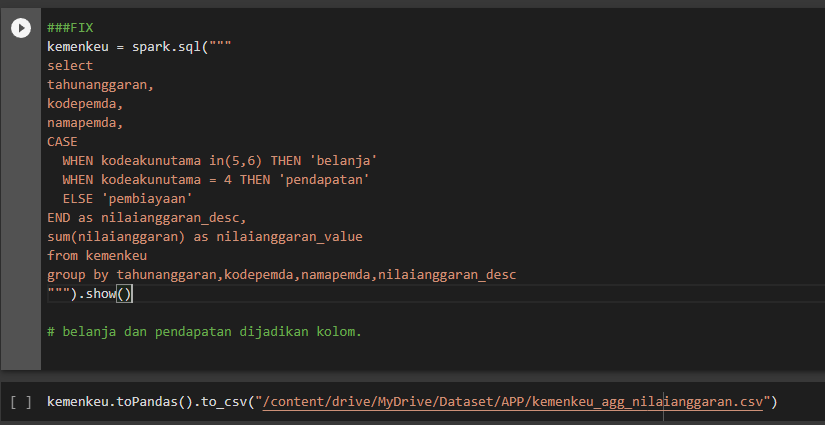 ###FIX
kemenkeu = spark.sql("""
select
tahunanggaran,
kodepemda,
namapemda,
CASE
  WHEN kodeakunutama in(5,6) THEN 'belanja'
  WHEN kodeakunutama = 4 THEN 'pendapatan'
  ELSE 'pembiayaan'
END as nilaianggaran_desc,
sum(nilaianggaran) as nilaianggaran_value
from kemenkeu
group by tahunanggaran,kodepemda,namapemda,nilaianggaran_desc
""").show()
# belanja dan pendapatan dijadikan kolom.
[ ] kemenkeu.toPandas().to_csv("/content/drive/MyDrive/Dataset/APP/kemenkeu_agg_nilaianggaran.csv")